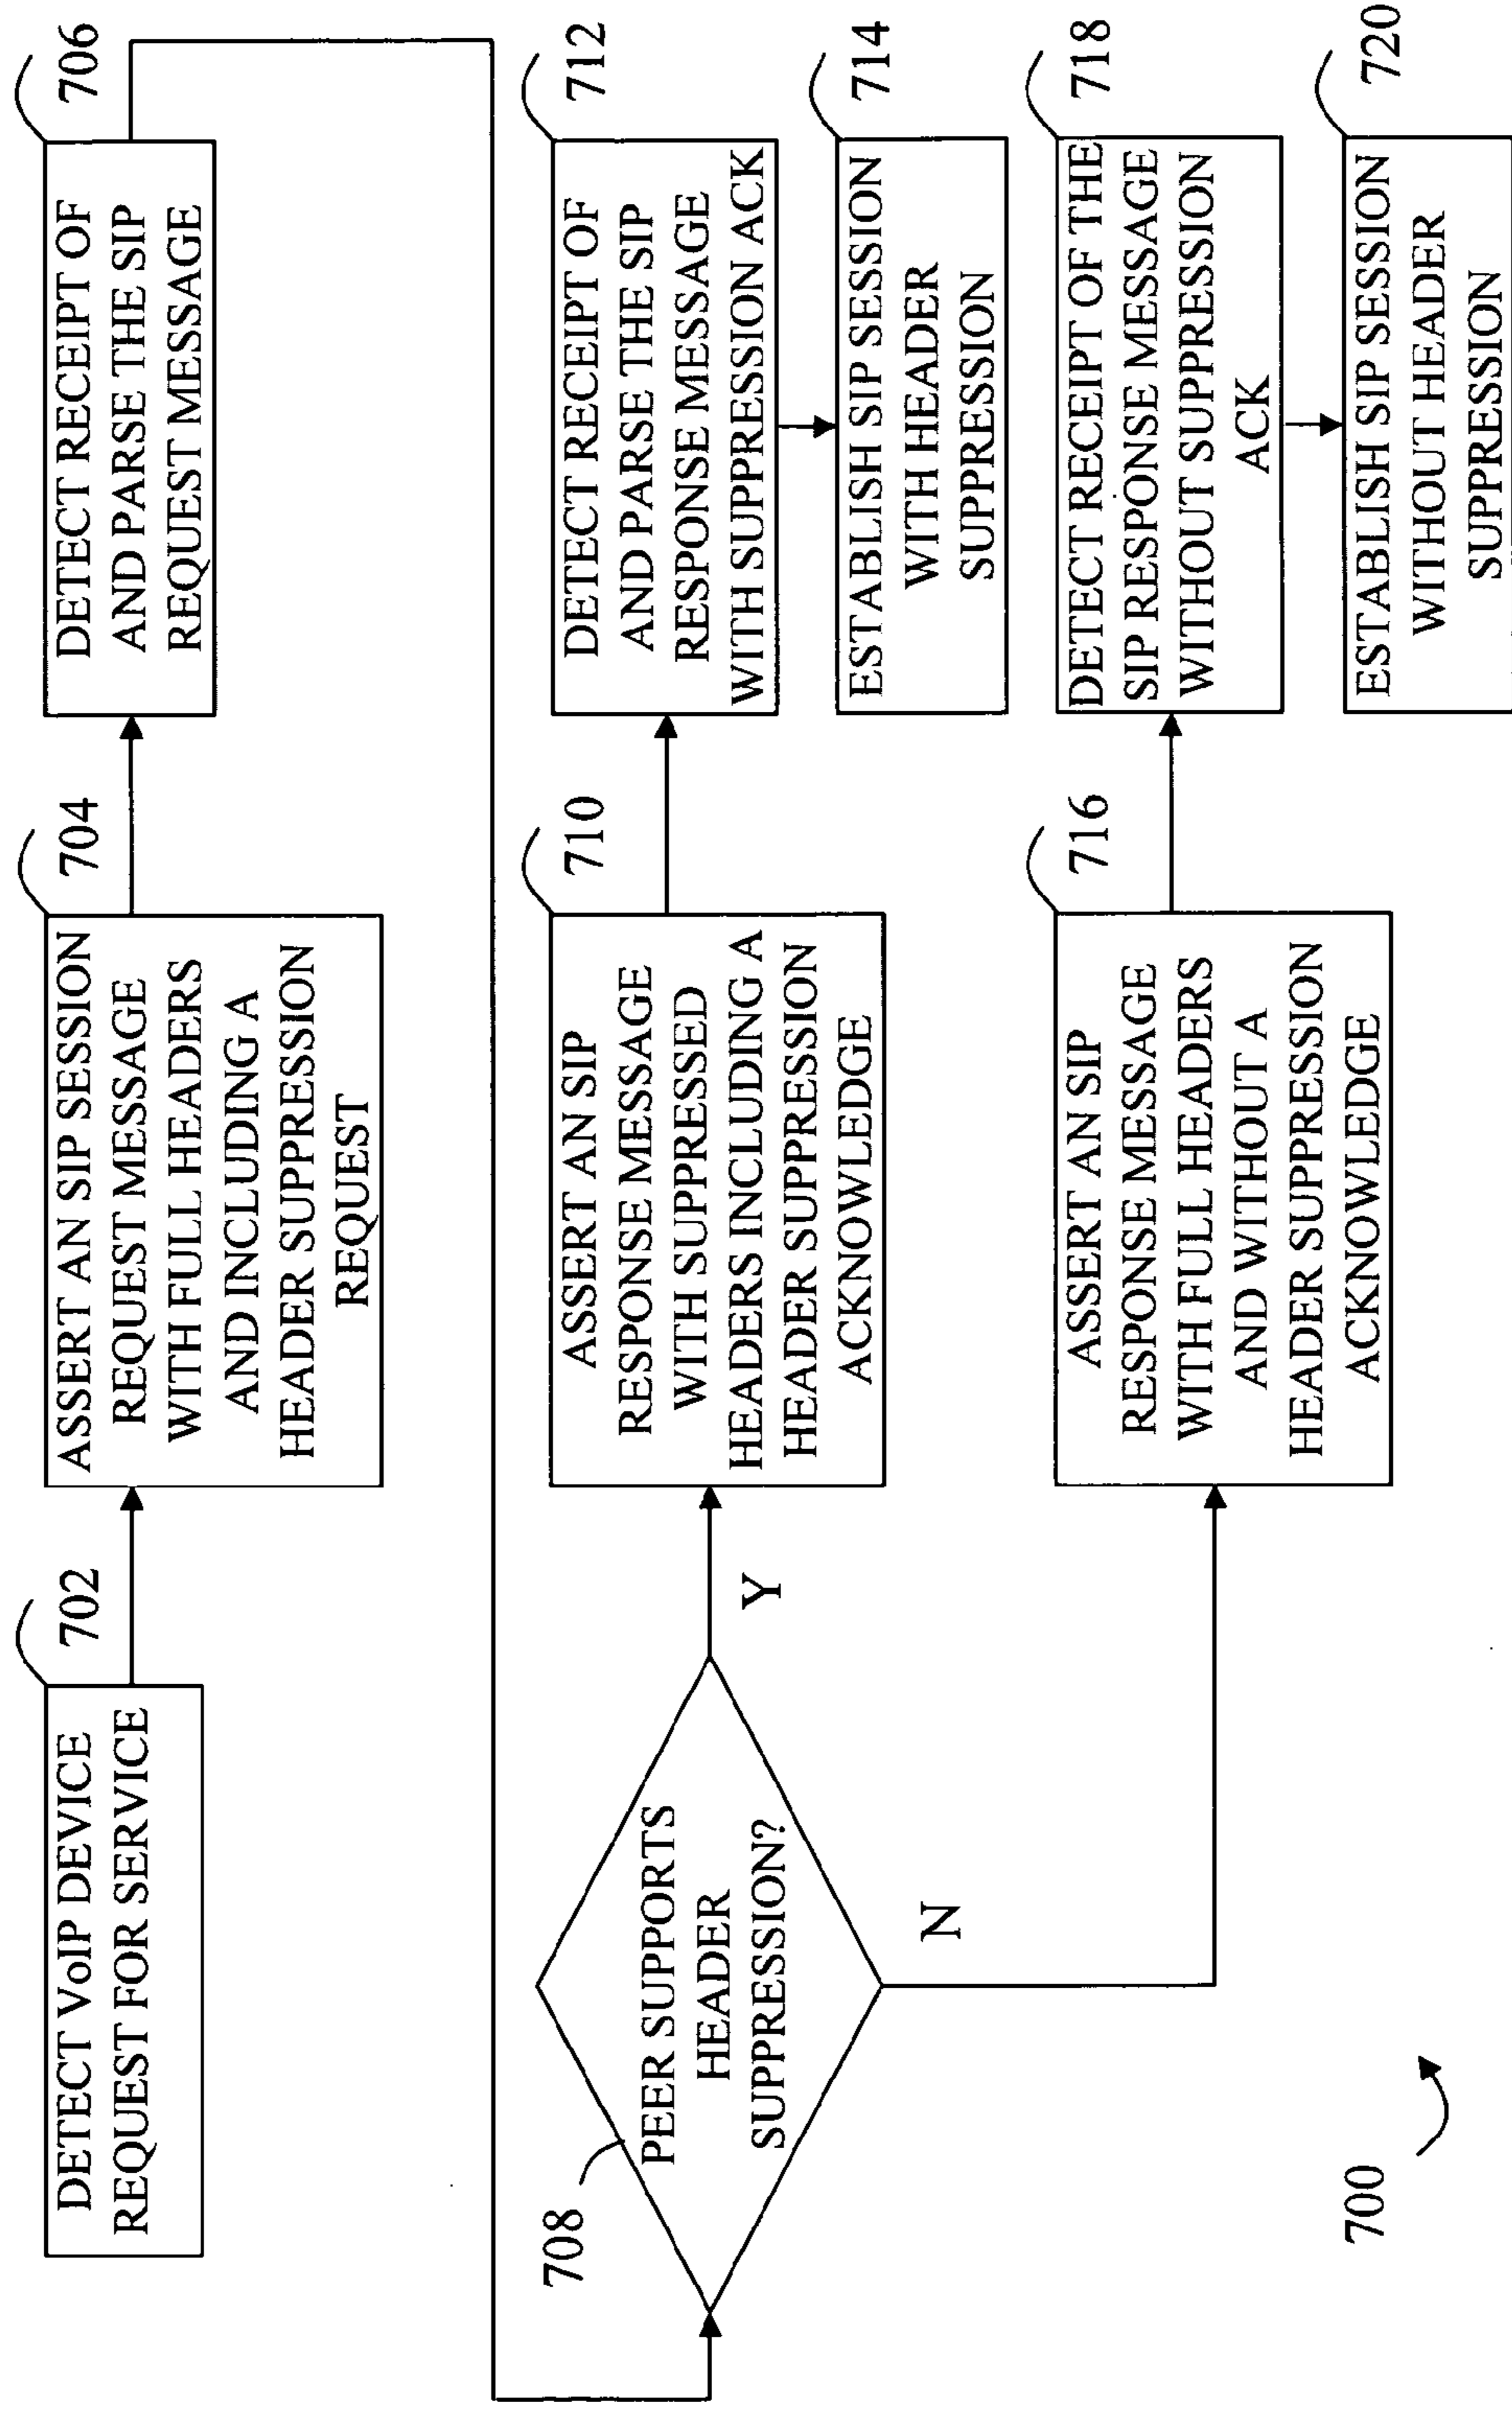 702
DETECT VoIP DEVICE
REQUEST FOR SERVICE
704
ASSERT AN SIP SESSION
REQUEST MESSAGE
WITH FULL HEADERS
AND INCLUDING A
HEADER SUPPRESSION
REQUEST
706
DETECT RECEIPT OF
AND PARSE THE SIP
REQUEST MESSAGE
708
PEER SUPPORTS
HEADER
SUPPRESSION?
Y
N
710
ASSERT AN SIP
RESPONSE MESSAGE
WITH SUPPRESSED
HEADERS INCLUDING A
HEADER SUPPRESSION
ACKNOWLEDGE
712
DETECT RECEIPT OF
AND PARSE THE SIP
RESPONSE MESSAGE
WITH SUPPRESSION ACK
714
ESTABLISH SIP SESSION
WITH HEADER
SUPPRESSION
716
ASSERT AN SIP
RESPONSE MESSAGE
WITH FULL HEADERS
AND WITHOUT A
HEADER SUPPRESSION
ACKNOWLEDGE
718
DETECT RECEIPT OF THE
SIP RESPONSE MESSAGE
WITHOUT SUPPRESSION
ACK
720
ESTABLISH SIP SESSION
WITHOUT HEADER
SUPPRESSION
700